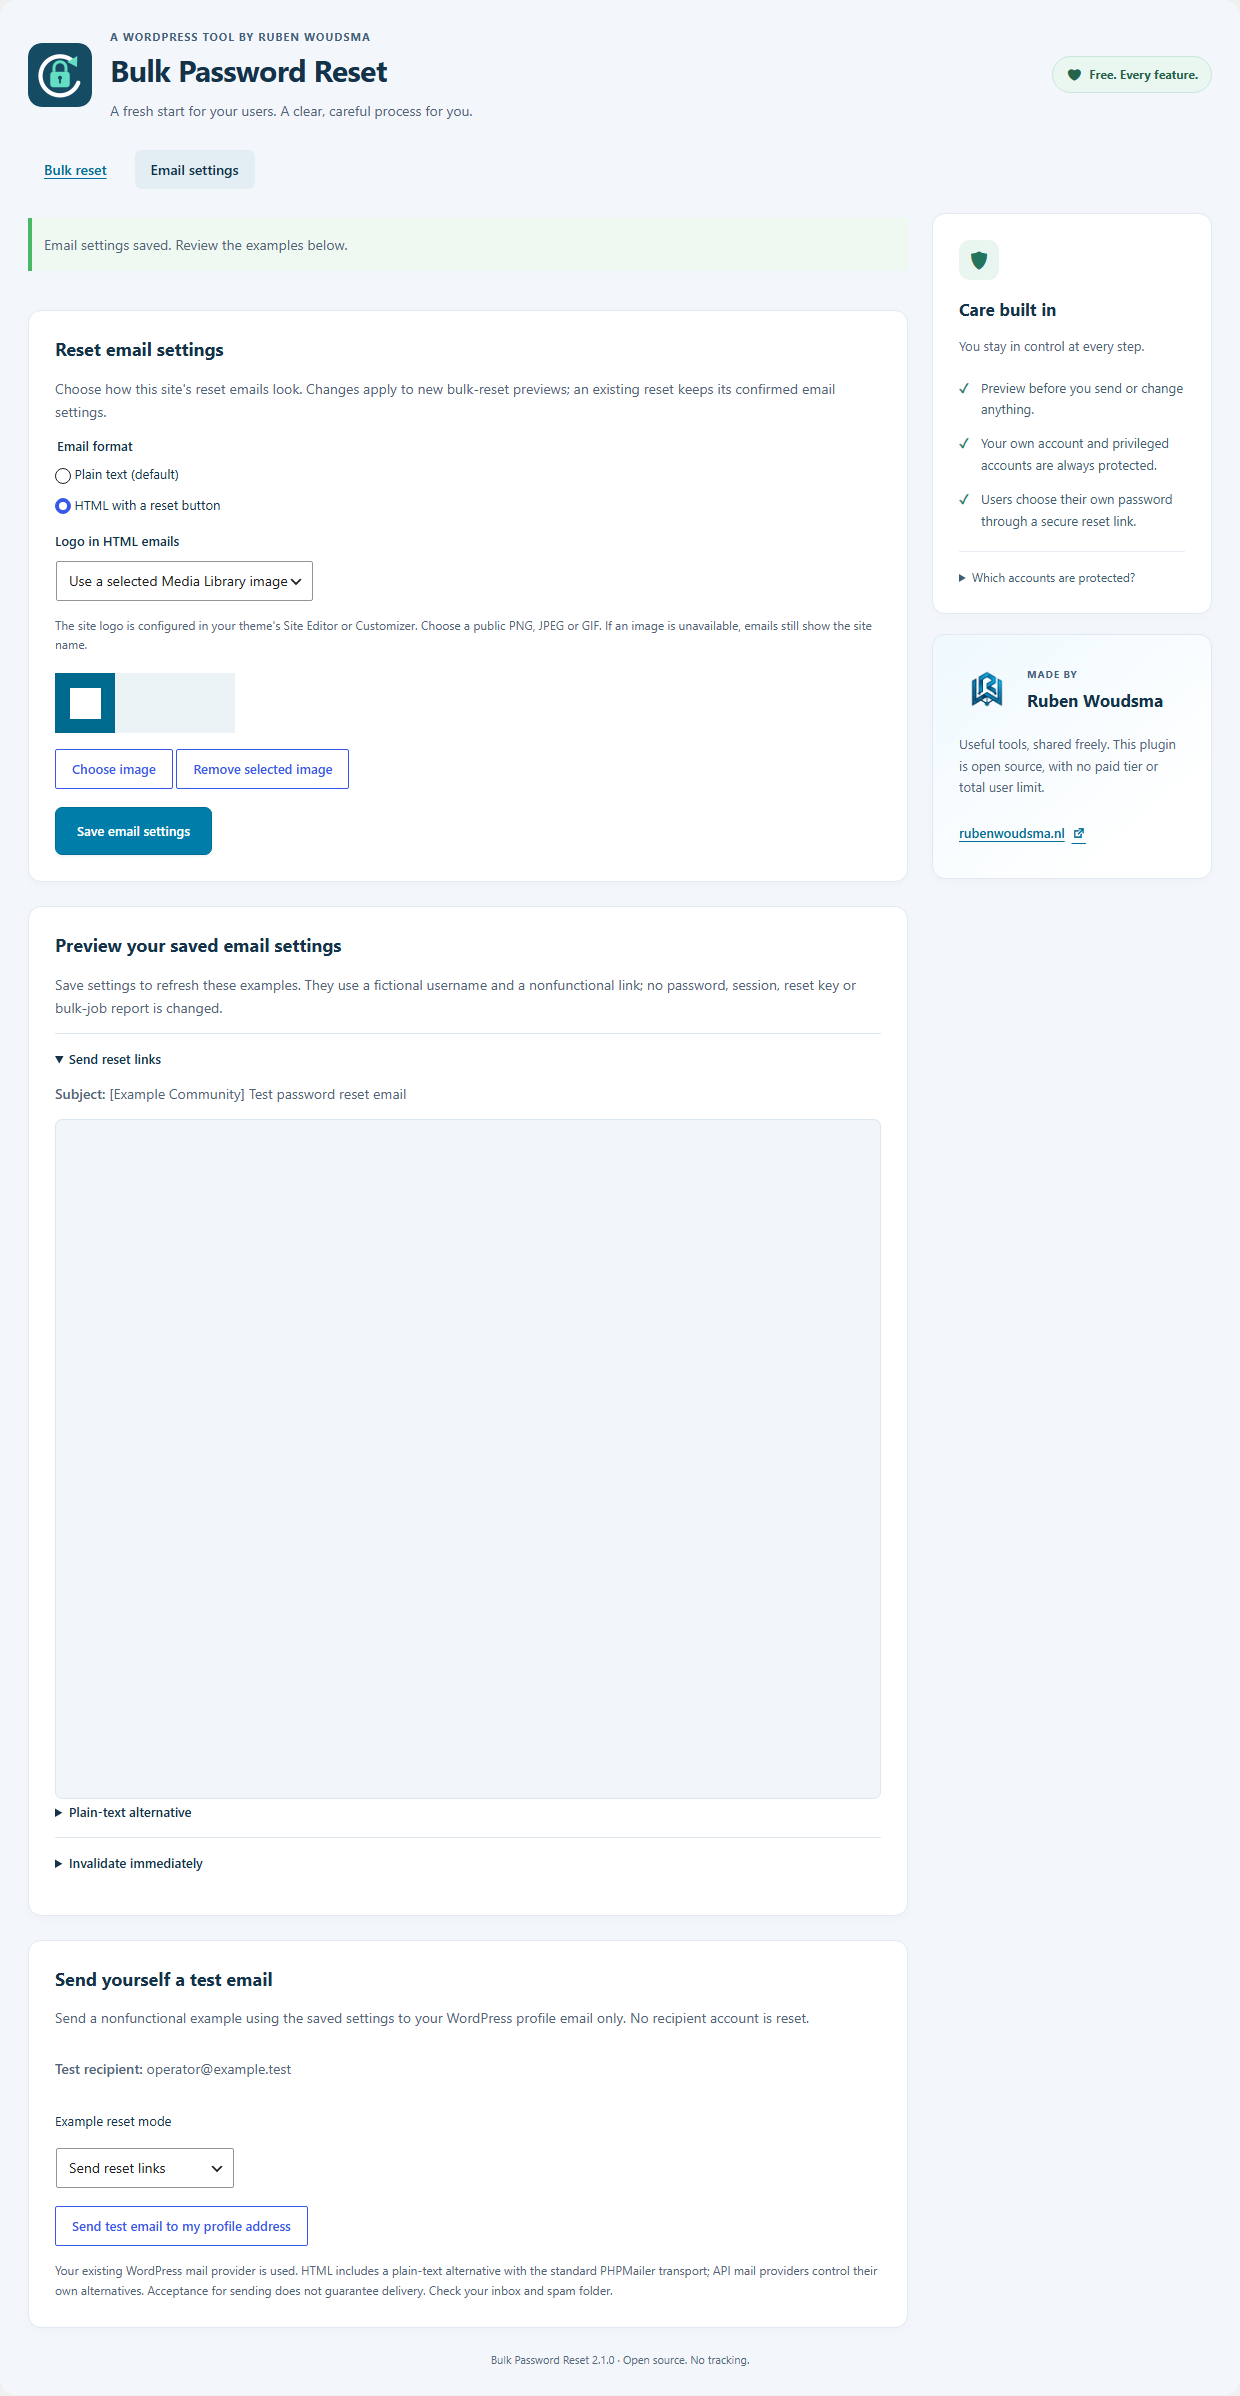 A WORDPRESS TOOL BY RUBEN WOUDSMA
Bulk Password Reset
A fresh start for your users. A clear, careful process for you.
Free. Every feature.
Bulk reset
Email settings
Email settings saved. Review the examples below.
Reset email settings
Choose how this site's reset emails look. Changes apply to new bulk-reset previews; an existing reset keeps its confirmed email
settings.
Email format
Plain text (default)
HTML with a reset button
Logo in HTML emails
Use a selected Media Library image
The site logo is configured in your theme's Site Editor or Customizer. Choose a public PNG, JPEG or GIF. If an image is unavailable, emails still show the site
name.
Choose image
Remove selected image
Save email settings
Care built in
You stay in control at every step.
Preview before you send or change
anything.
Your own account and privileged
accounts are always protected.
Users choose their own password
through a secure reset link.
Which accounts are protected?
MADE BY
Ruben Woudsma
Useful tools, shared freely. This plugin
is open source, with no paid tier or
total user limit.
rubenwoudsma.nl
Preview your saved email settings
Save settings to refresh these examples. They use a fictional username and a nonfunctional link; no password, session, reset key or
bulk-job report is changed.
Send reset links
Subject: [Example Community] Test password reset email
Plain-text alternative
Invalidate immediately
Send yourself a test email
Send a nonfunctional example using the saved settings to your WordPress profile email only. No recipient account is reset.
Test recipient: operator@example.test
Example reset mode
Send reset links
Send test email to my profile address
Your existing WordPress mail provider is used. HTML includes a plain-text alternative with the standard PHPMailer transport; API mail providers control their
own alternatives. Acceptance for sending does not guarantee delivery. Check your inbox and spam folder.
Bulk Password Reset 2.1.0 · Open source. No tracking.